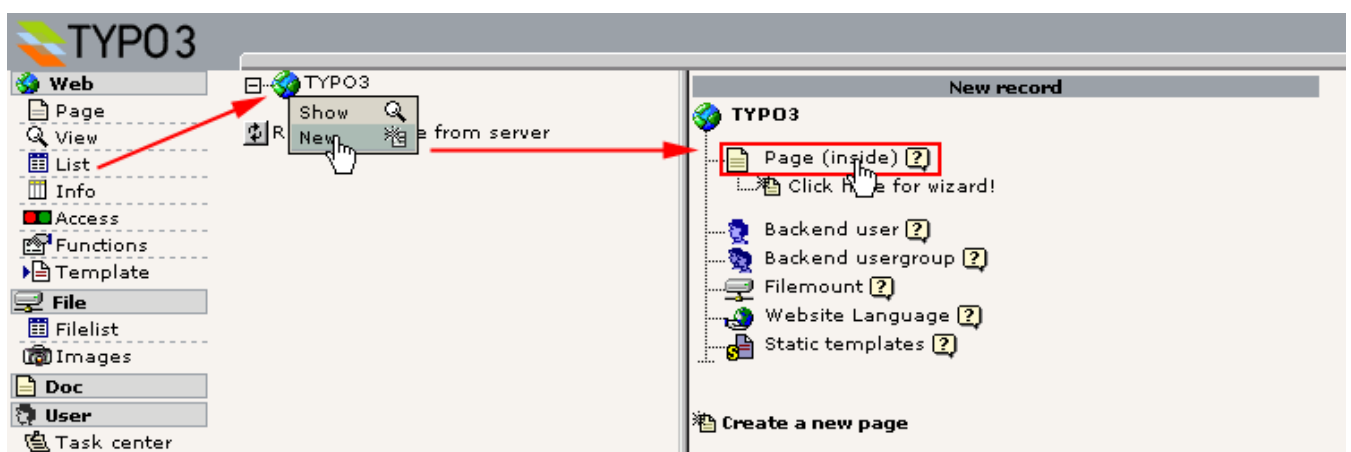 TYPO3
Web
Page
View
List
Info
Access
Functions
Template
File
Filelist
Images
Doc
User
Task center
TYPO3
Show
New
R e from server
New record
TYPO3
Page (inside) ?
Click e for wizard!
Backend user ?
Backend usergroup ?
Filemount ?
Website Language ?
Static templates ?
Create a new page